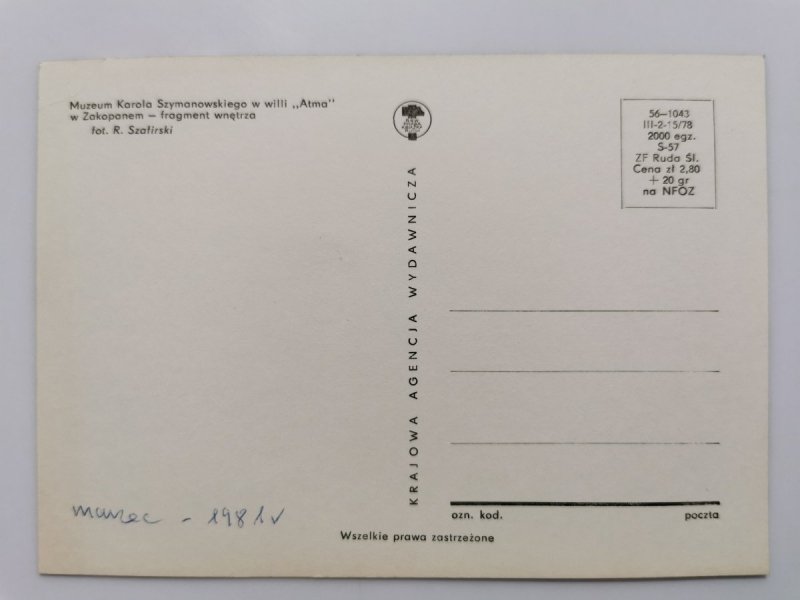 Muzeum Karola Szymanowskiego w willi „Atma”
w Zakopanem – fragment wnętrza
fot. R. Szafirski
56–1043
III-2-15/78
2000 egz.
S-57
ZF Ruda Śl.
Cena zł 2,80
+ 20 gr
na NFOZ
KRAJOWA AGENCJA WYDAWNICZA
ozn. kod.
poczta
marzec - 1981 r
Wszelkie prawa zastrzeżone